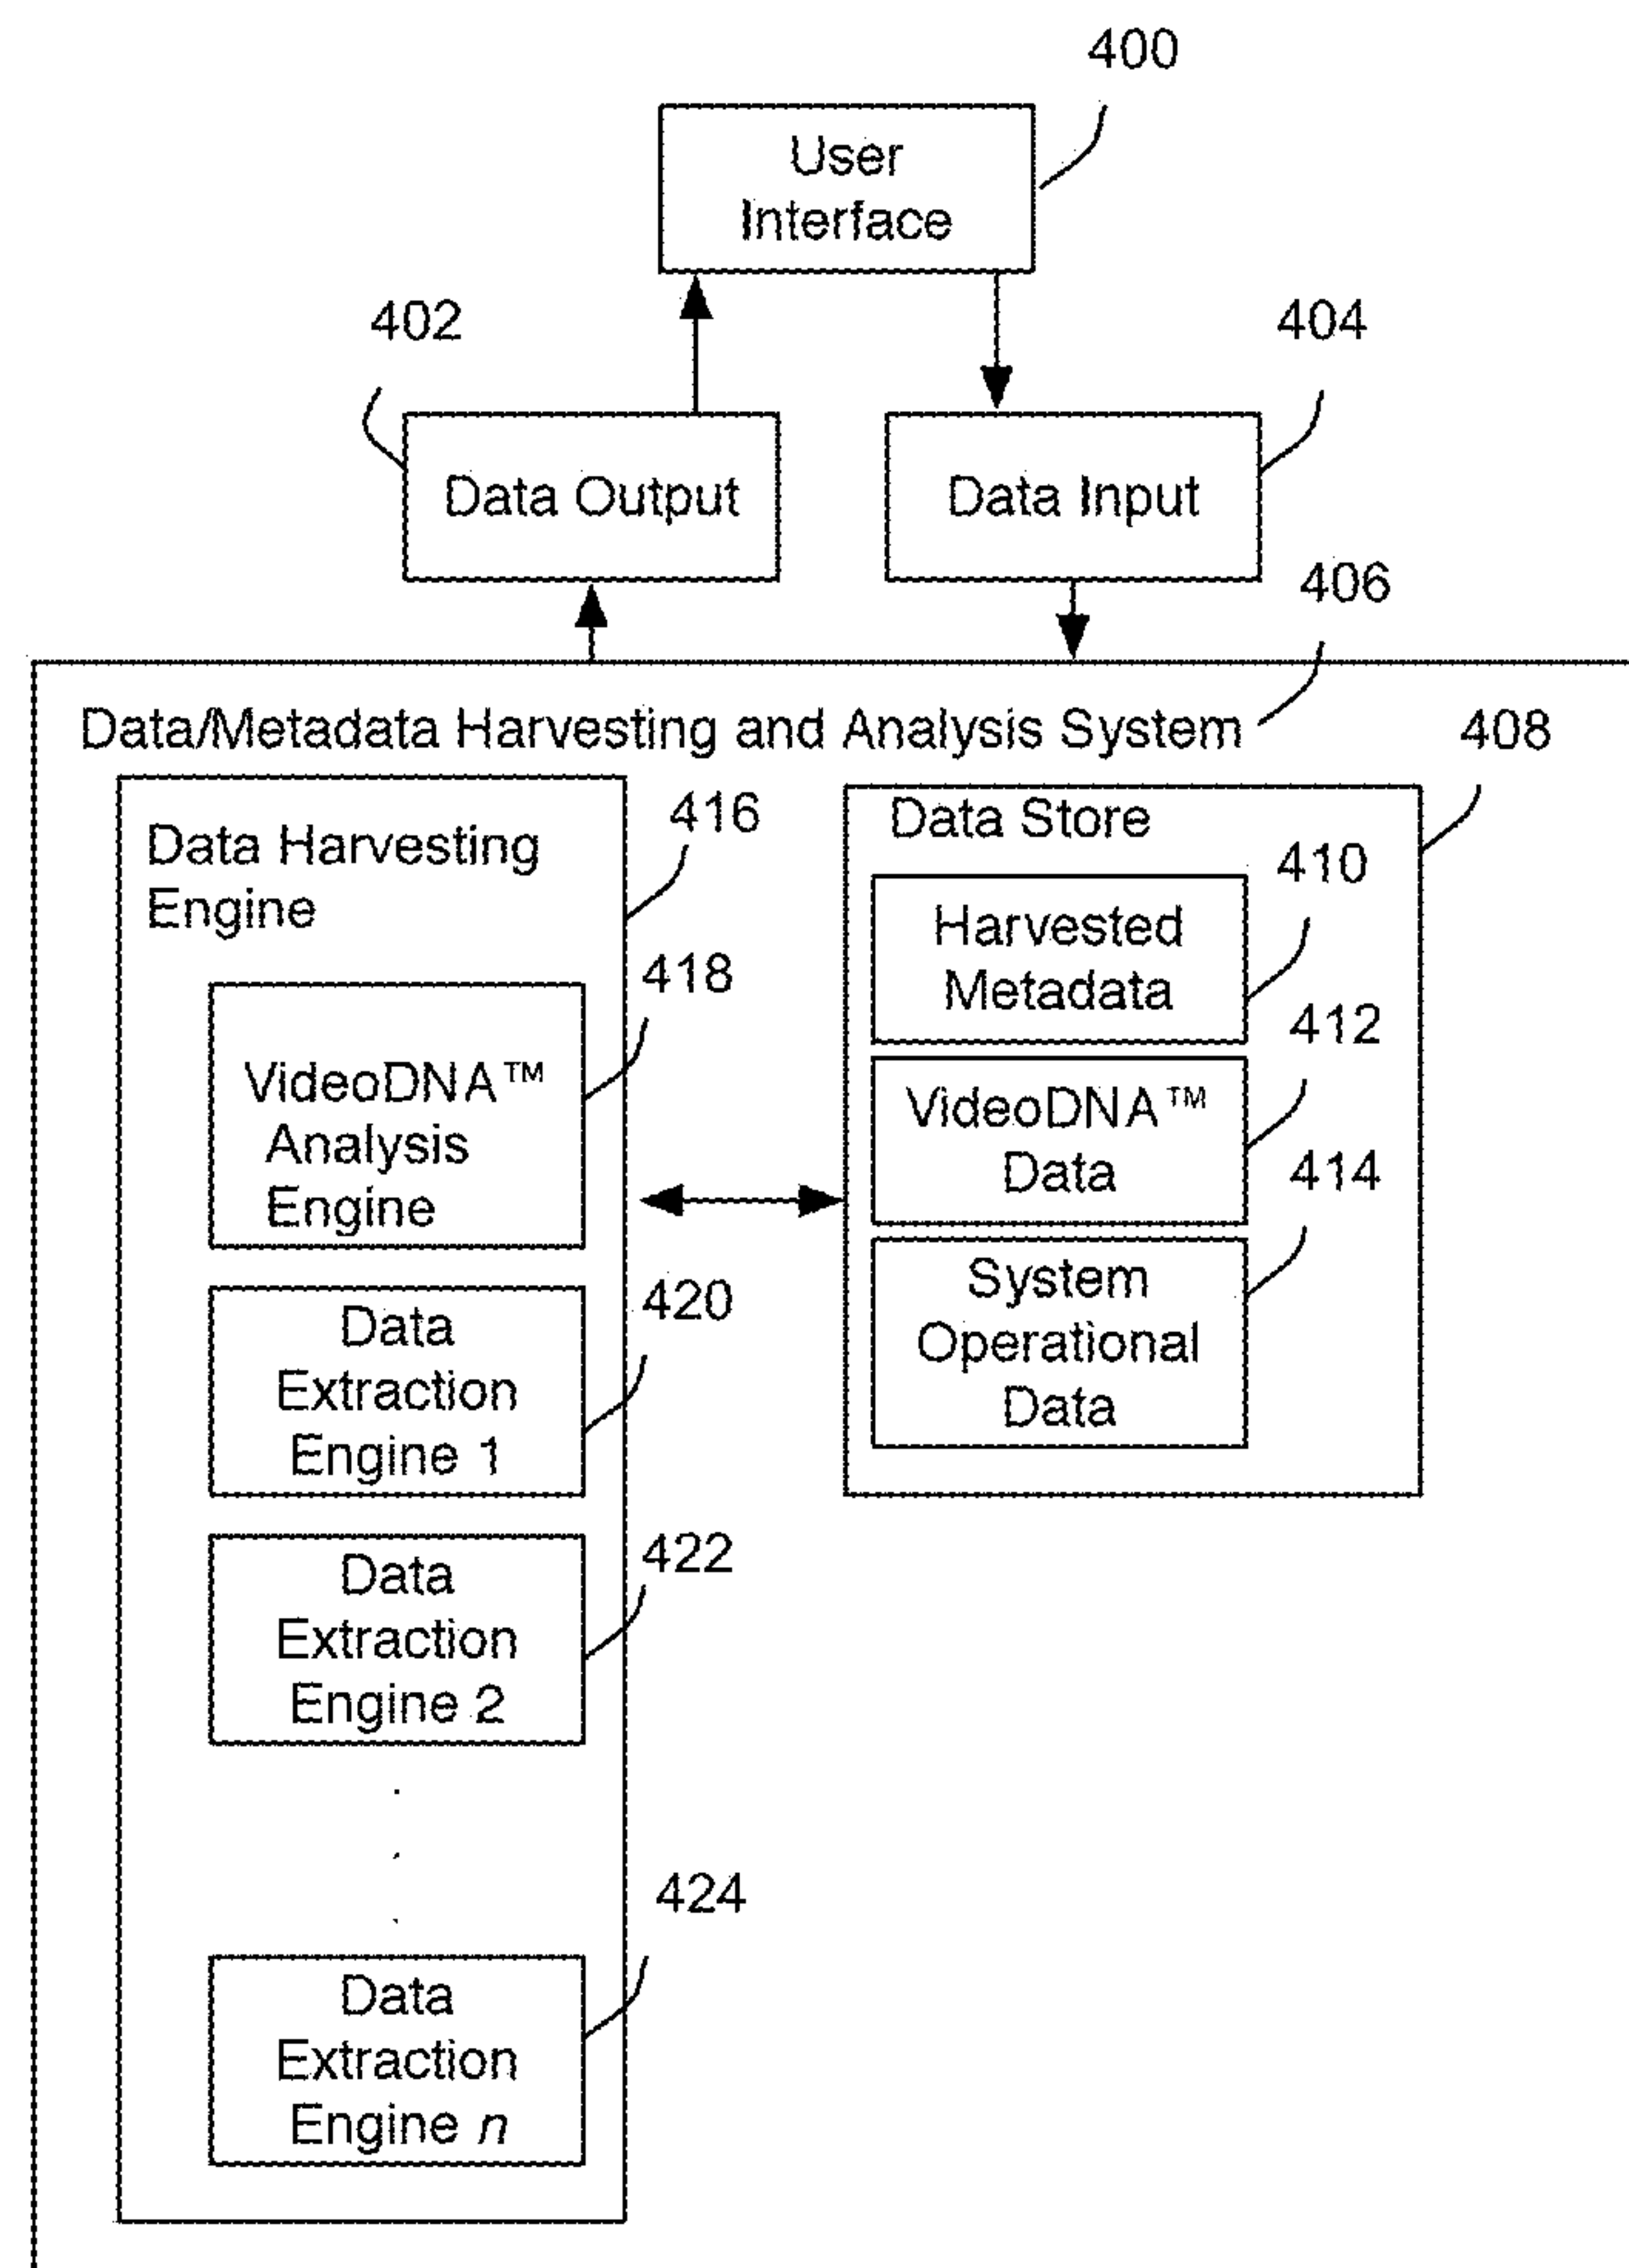 400
User
Interface
402
404
Data Output
Data Input
406
Data/Metadata Harvesting and Analysis System
408
416
Data Harvesting
Engine
Data Store
410
Harvested
Metadata
418
VideoDNA™
Analysis
Engine
412
VideoDNA™
Data
414
System
Operational
Data
420
Data
Extraction
Engine 1
422
Data
Extraction
Engine 2
.
.
.
424
Data
Extraction
Engine n